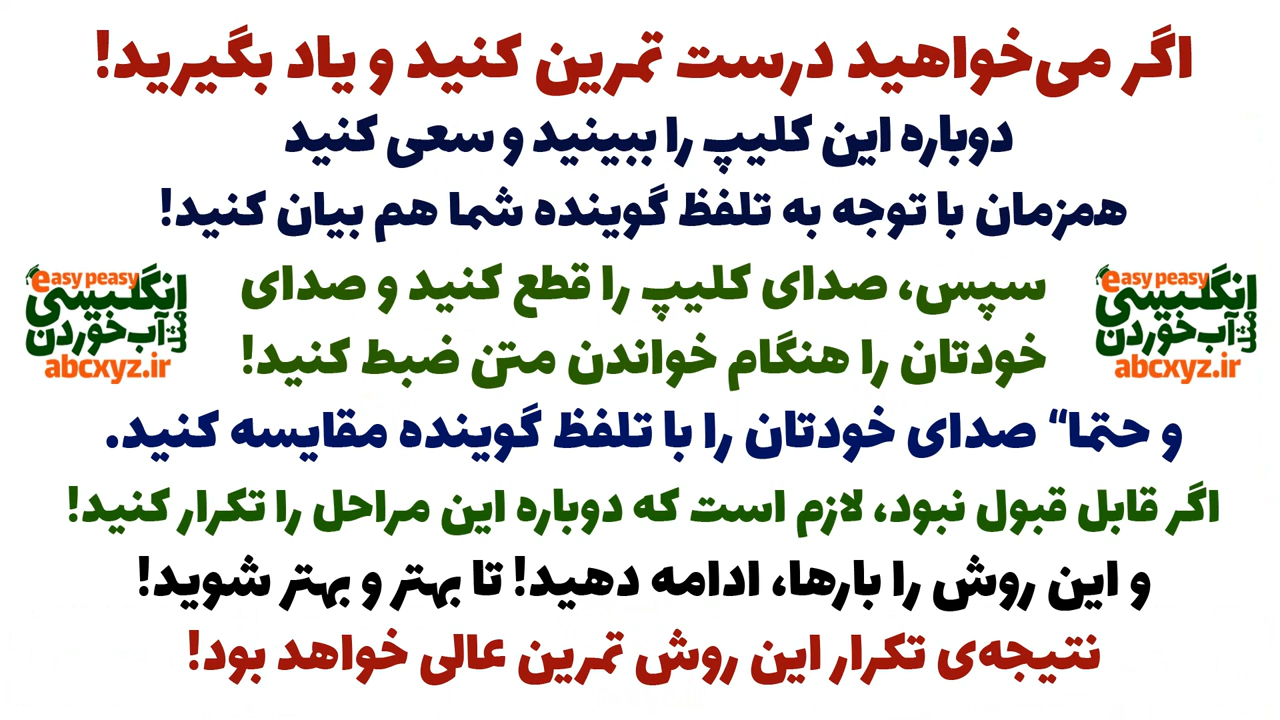 اگر می‌خواهید درست تمرین کنید و یاد بگیرید!
دوباره این کلیپ را ببینید و سعی کنید
همزمان با توجه به تلفظ گوینده شما هم بیان کنید!
سپس، صدای کلیپ را قطع کنید و صدای
خودتان را هنگام خواندن متن ضبط کنید!
easy peasy
انگلیسی
مثل آب خوردن
abcxyz.ir
easy peasy
انگلیسی
مثل آب خوردن
abcxyz.ir
و حتما“ صدای خودتان را با تلفظ گوینده مقایسه کنید.
اگر قابل قبول نبود، لازم است که دوباره این مراحل را تکرار کنید!
و این روش را بارها، ادامه دهید! تا بهتر و بهتر شوید!
نتیجه‌ی تکرار این روش تمرین عالی خواهد بود!